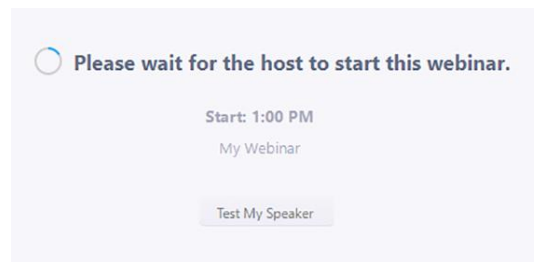 Please wait for the host to start this webinar.
Start: 1:00 PM
My Webinar
Test My Speaker